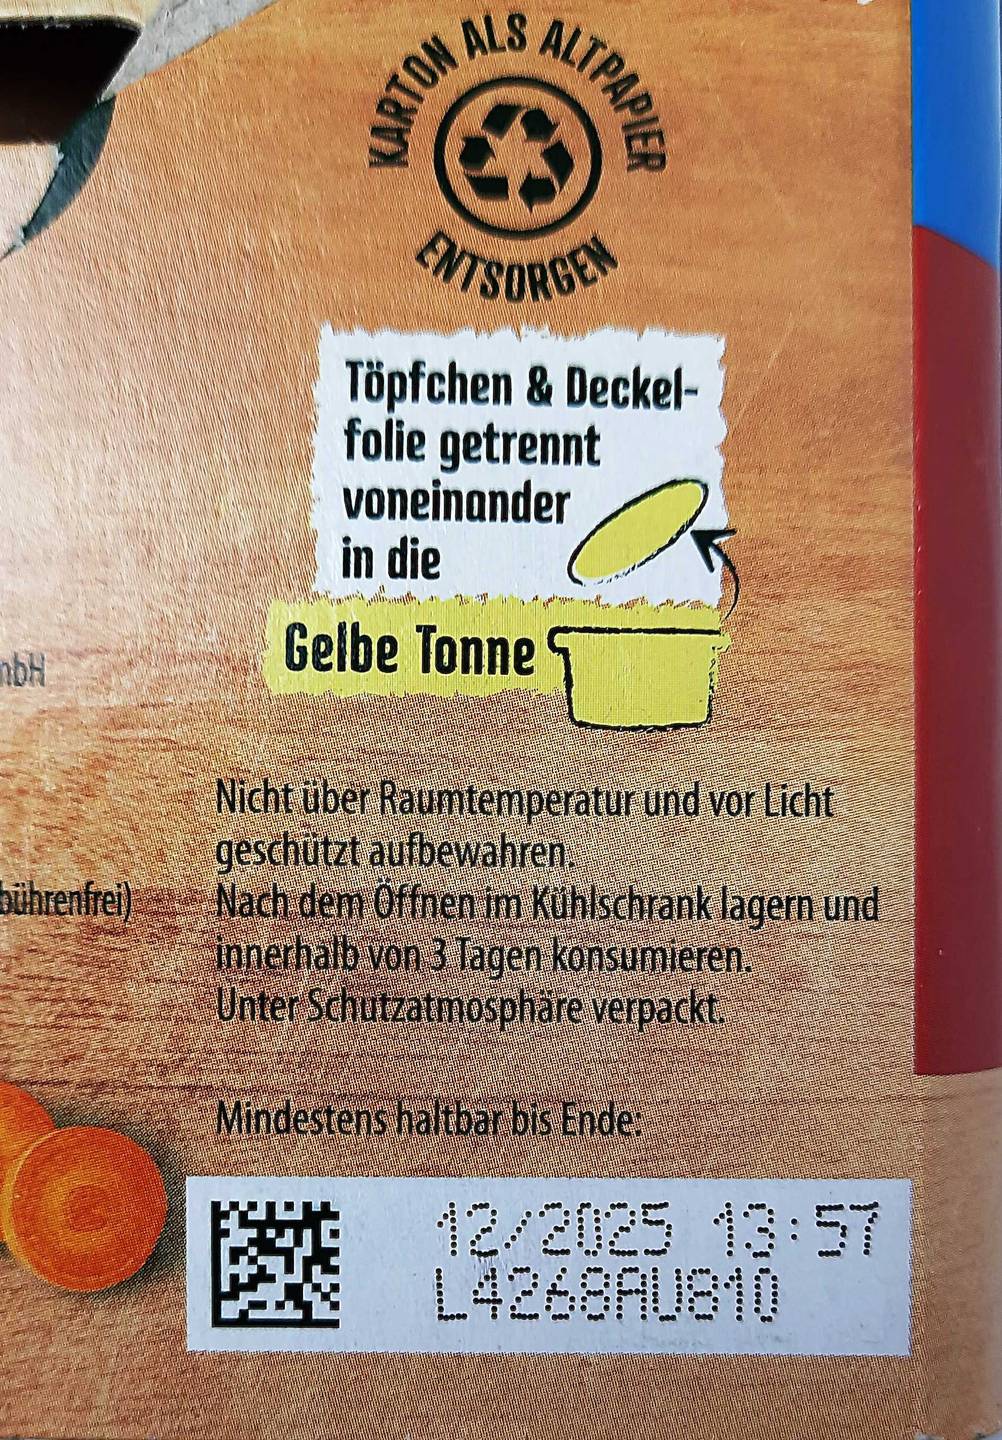 KARTON ALS ALTPAPIER
ENTSORGEN
Töpfchen & Deckel-
folie getrennt
voneinander
in die
Gelbe Tonne
mbH
Nicht über Raumtemperatur und vor Licht
geschützt aufbewahren.
bührenfrei)
Nach dem Öffnen im Kühlschrank lagern und
innerhalb von 3 Tagen konsumieren.
Unter Schutzatmosphäre verpackt.
Mindestens haltbar bis Ende:
12/2025 13:57
L4268AUB10